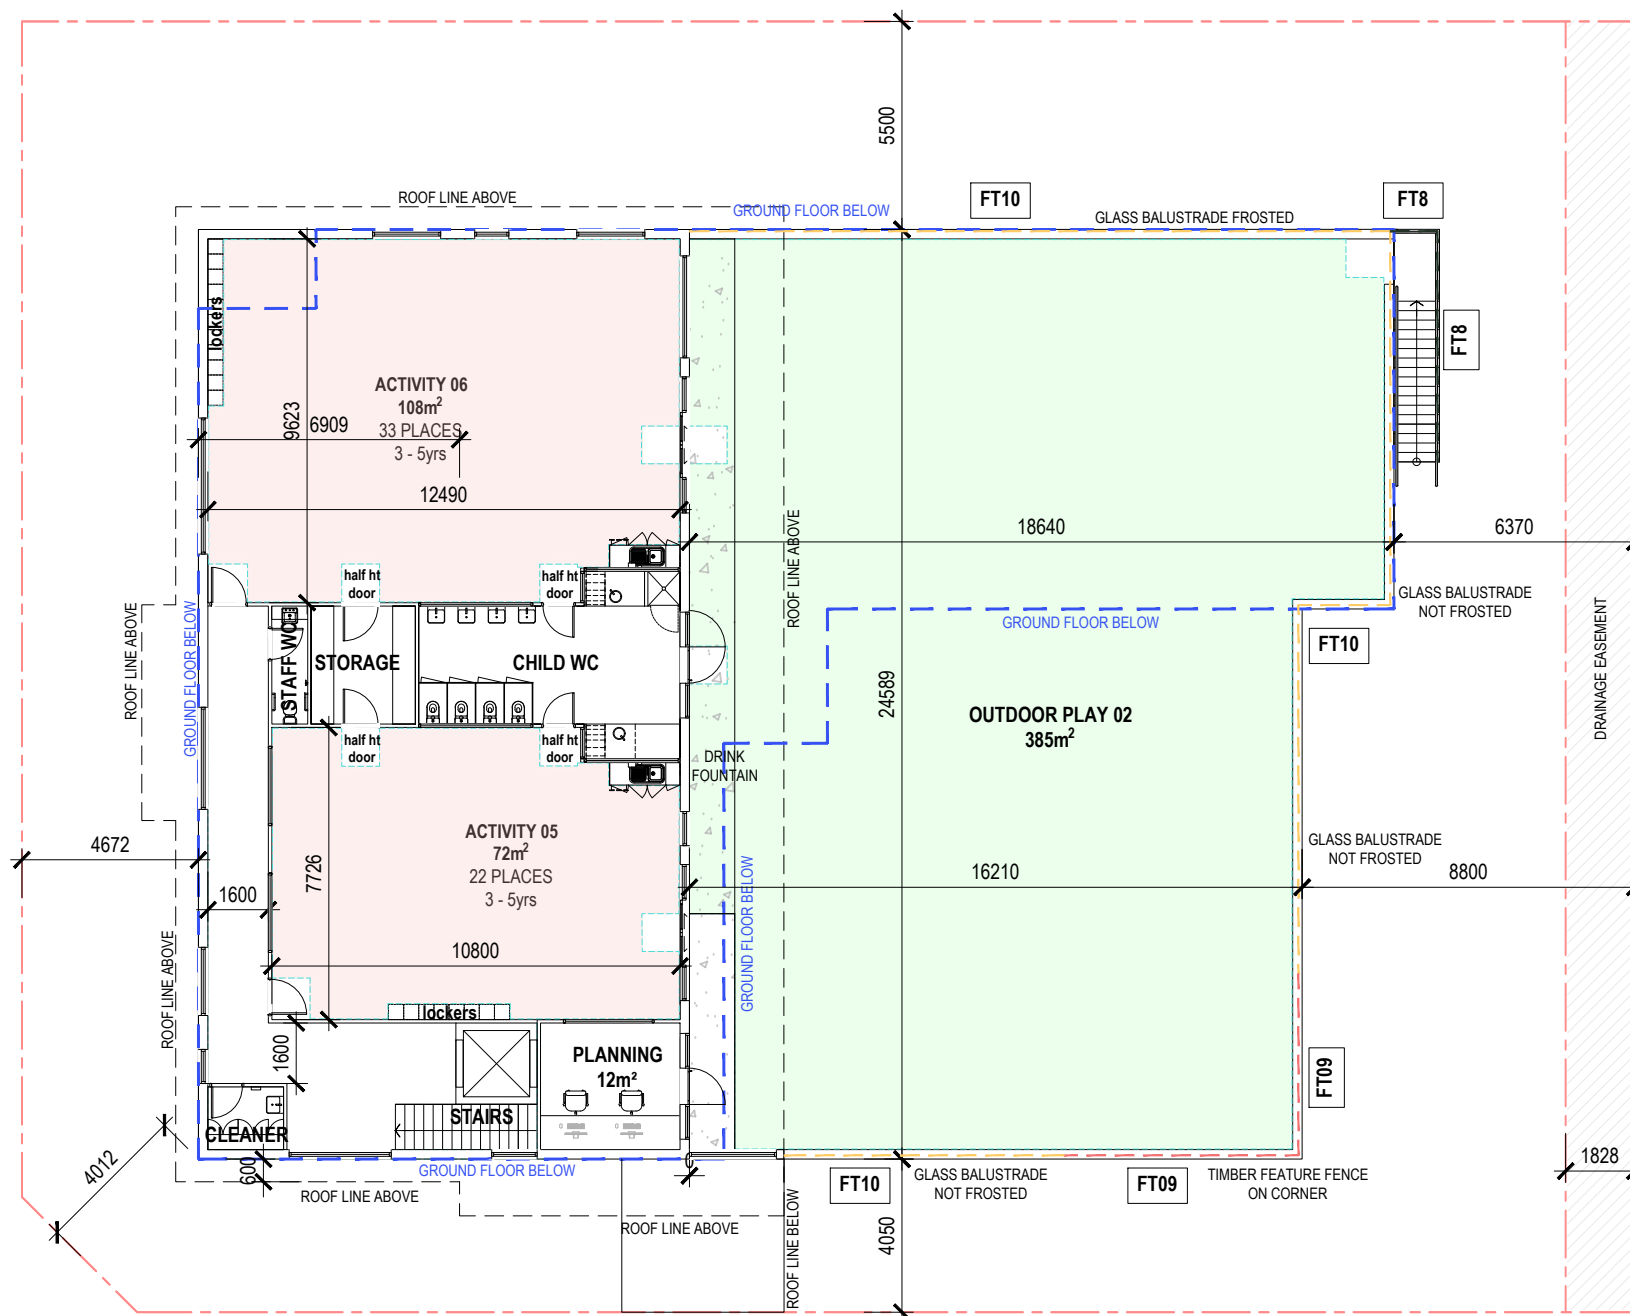 5500
ROOF LINE ABOVE
GROUND FLOOR BELOW
FT10
GLASS BALUSTRADE FROSTED
FT8
FT8
lockers
ACTIVITY 06
108m²
33 PLACES
3 - 5yrs
9623
6909
12490
18640
6370
ROOF LINE ABOVE
half ht
door
half ht
door
GLASS BALUSTRADE
NOT FROSTED
GROUND FLOOR BELOW
FT10
ROOF LINE ABOVE
GROUND FLOOR BELOW
STAFF WC
STORAGE
CHILD WC
24589
DRAINAGE EASEMENT
OUTDOOR PLAY 02
385m²
half ht
door
half ht
door
DRINK
FOUNTAIN
ACTIVITY 05
72m²
22 PLACES
3 - 5yrs
GLASS BALUSTRADE
NOT FROSTED
4672
7726
1600
16210
8800
10800
GROUND FLOOR BELOW
ROOF LINE ABOVE
lockers
1600
PLANNING
12m²
FT09
STAIRS
CLEANER
4012
600
GROUND FLOOR BELOW
ROOF LINE ABOVE
FT10
GLASS BALUSTRADE
NOT FROSTED
FT09
TIMBER FEATURE FENCE
ON CORNER
1828
ROOF LINE ABOVE
ROOF LINE BELOW
4050